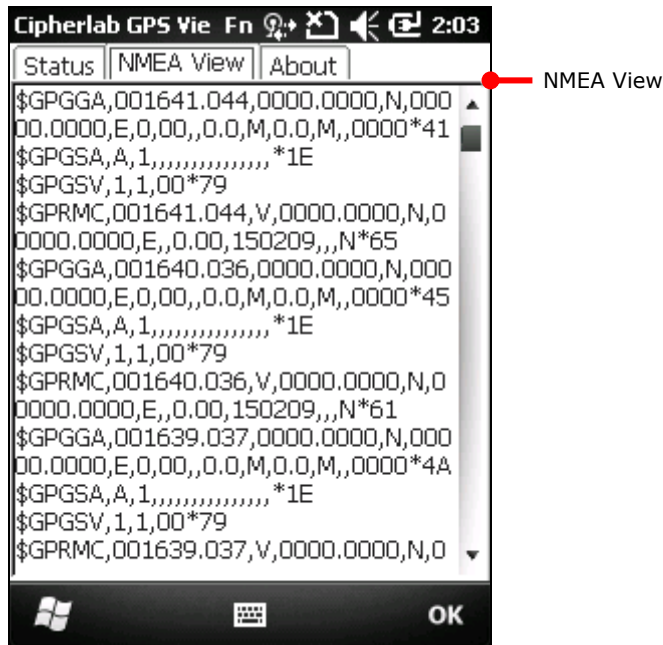 Cipherlab GPS Vie Fn 2:03
Status NMEA View About
NMEA View
$GPGGA,001641.044,0000.0000,N,000
00.0000,E,0,00,,0.0,M,0.0,M,,0000*41
$GPGSA,A,1,,,,,,,,,,,,,,,*1E
$GPGSV,1,1,00*79
$GPRMC,001641.044,V,0000.0000,N,0
0000.0000,E,,0.00,150209,,,N*65
$GPGGA,001640.036,0000.0000,N,000
00.0000,E,0,00,,0.0,M,0.0,M,,0000*45
$GPGSA,A,1,,,,,,,,,,,,,,,*1E
$GPGSV,1,1,00*79
$GPRMC,001640.036,V,0000.0000,N,0
0000.0000,E,,0.00,150209,,,N*61
$GPGGA,001639.037,0000.0000,N,000
00.0000,E,0,00,,0.0,M,0.0,M,,0000*4A
$GPGSA,A,1,,,,,,,,,,,,,,,*1E
$GPGSV,1,1,00*79
$GPRMC,001639.037,V,0000.0000,N,0
OK